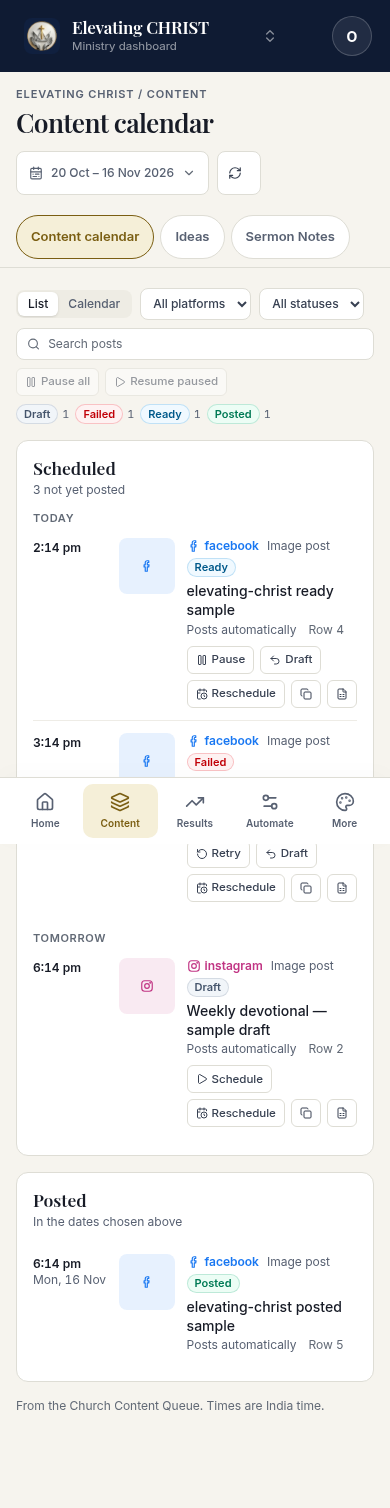 Elevating CHRIST
Ministry dashboard
O
ELEVATING CHRIST / CONTENT
Content calendar
20 Oct – 16 Nov 2026
Content calendar
Ideas
Sermon Notes
List
Calendar
All platforms
All statuses
Search posts
Pause all
Resume paused
Draft 1 Failed 1 Ready 1 Posted 1
Scheduled
3 not yet posted
TODAY
2:14 pm
facebook Image post
Ready
elevating-christ ready
sample
Posts automatically Row 4
Pause
Draft
Reschedule
3:14 pm
facebook Image post
Failed
Home
Content
Results
Automate
More
Retry
Draft
Reschedule
TOMORROW
6:14 pm
instagram Image post
Draft
Weekly devotional —
sample draft
Posts automatically Row 2
Schedule
Reschedule
Posted
In the dates chosen above
6:14 pm
Mon, 16 Nov
facebook Image post
Posted
elevating-christ posted
sample
Posts automatically Row 5
From the Church Content Queue. Times are India time.